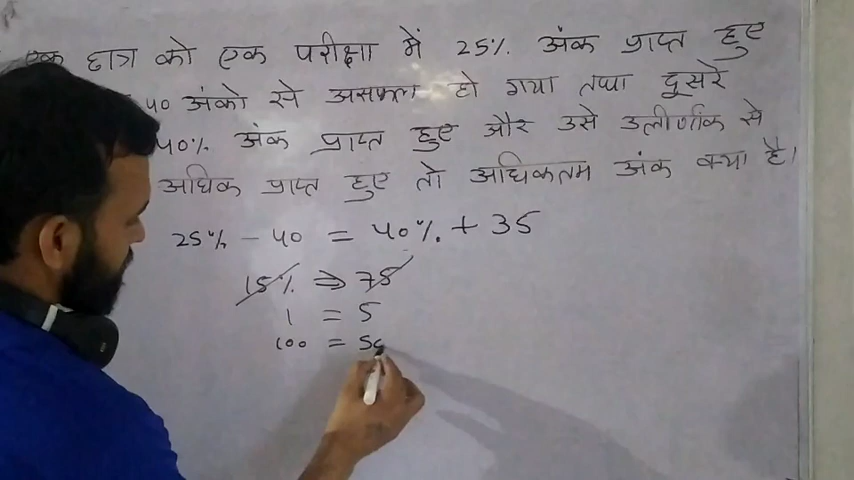 एक छात्र को एक परीक्षा में 25% अंक प्राप्त हुए
40 अंको से असफल हो गया तथा दूसरे
40% अंक प्राप्त हुए और उसे उत्तीर्णांक से
अधिक प्राप्त हुए तो अधिकतम अंक क्या है।
25% - 40 = 40% + 35
15% ⇒ 75
1 = 5
100 = 50